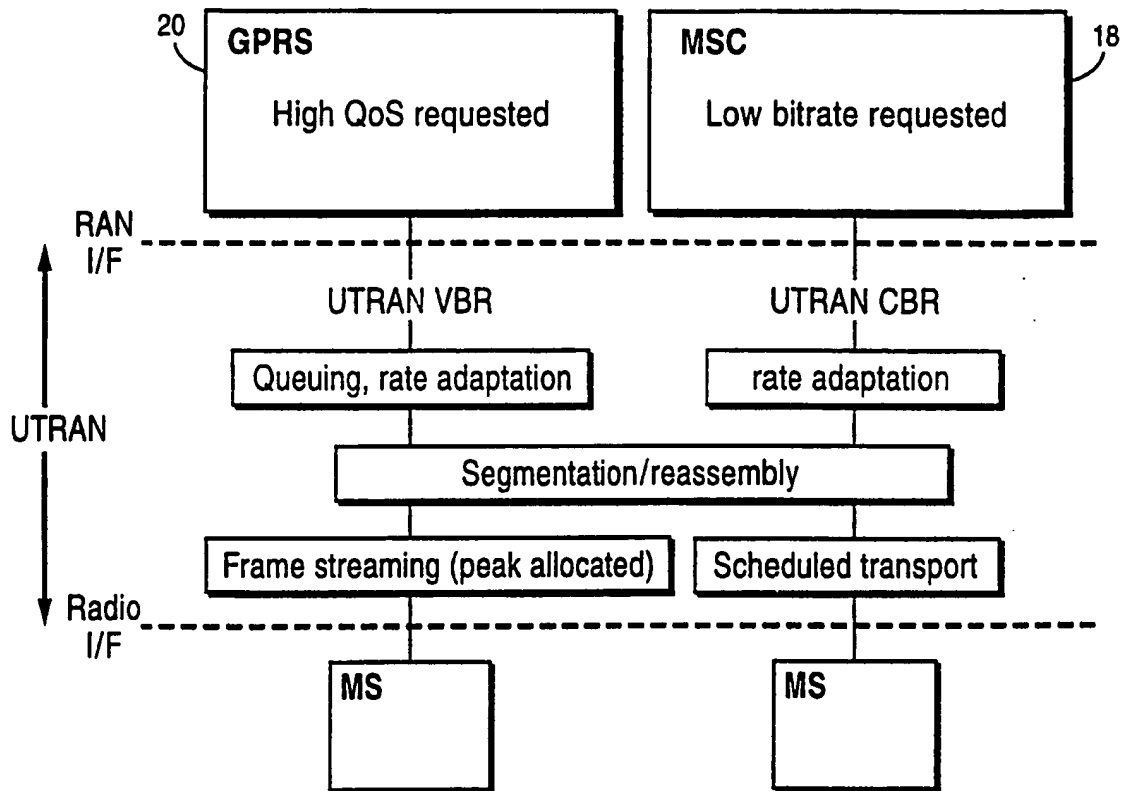 20
GPRS
High QoS requested
MSC
Low bitrate requested
18
RAN
I/F
UTRAN VBR
UTRAN CBR
Queuing, rate adaptation
rate adaptation
UTRAN
Segmentation/reassembly
Frame streaming (peak allocated)
Scheduled transport
Radio
I/F
MS
MS